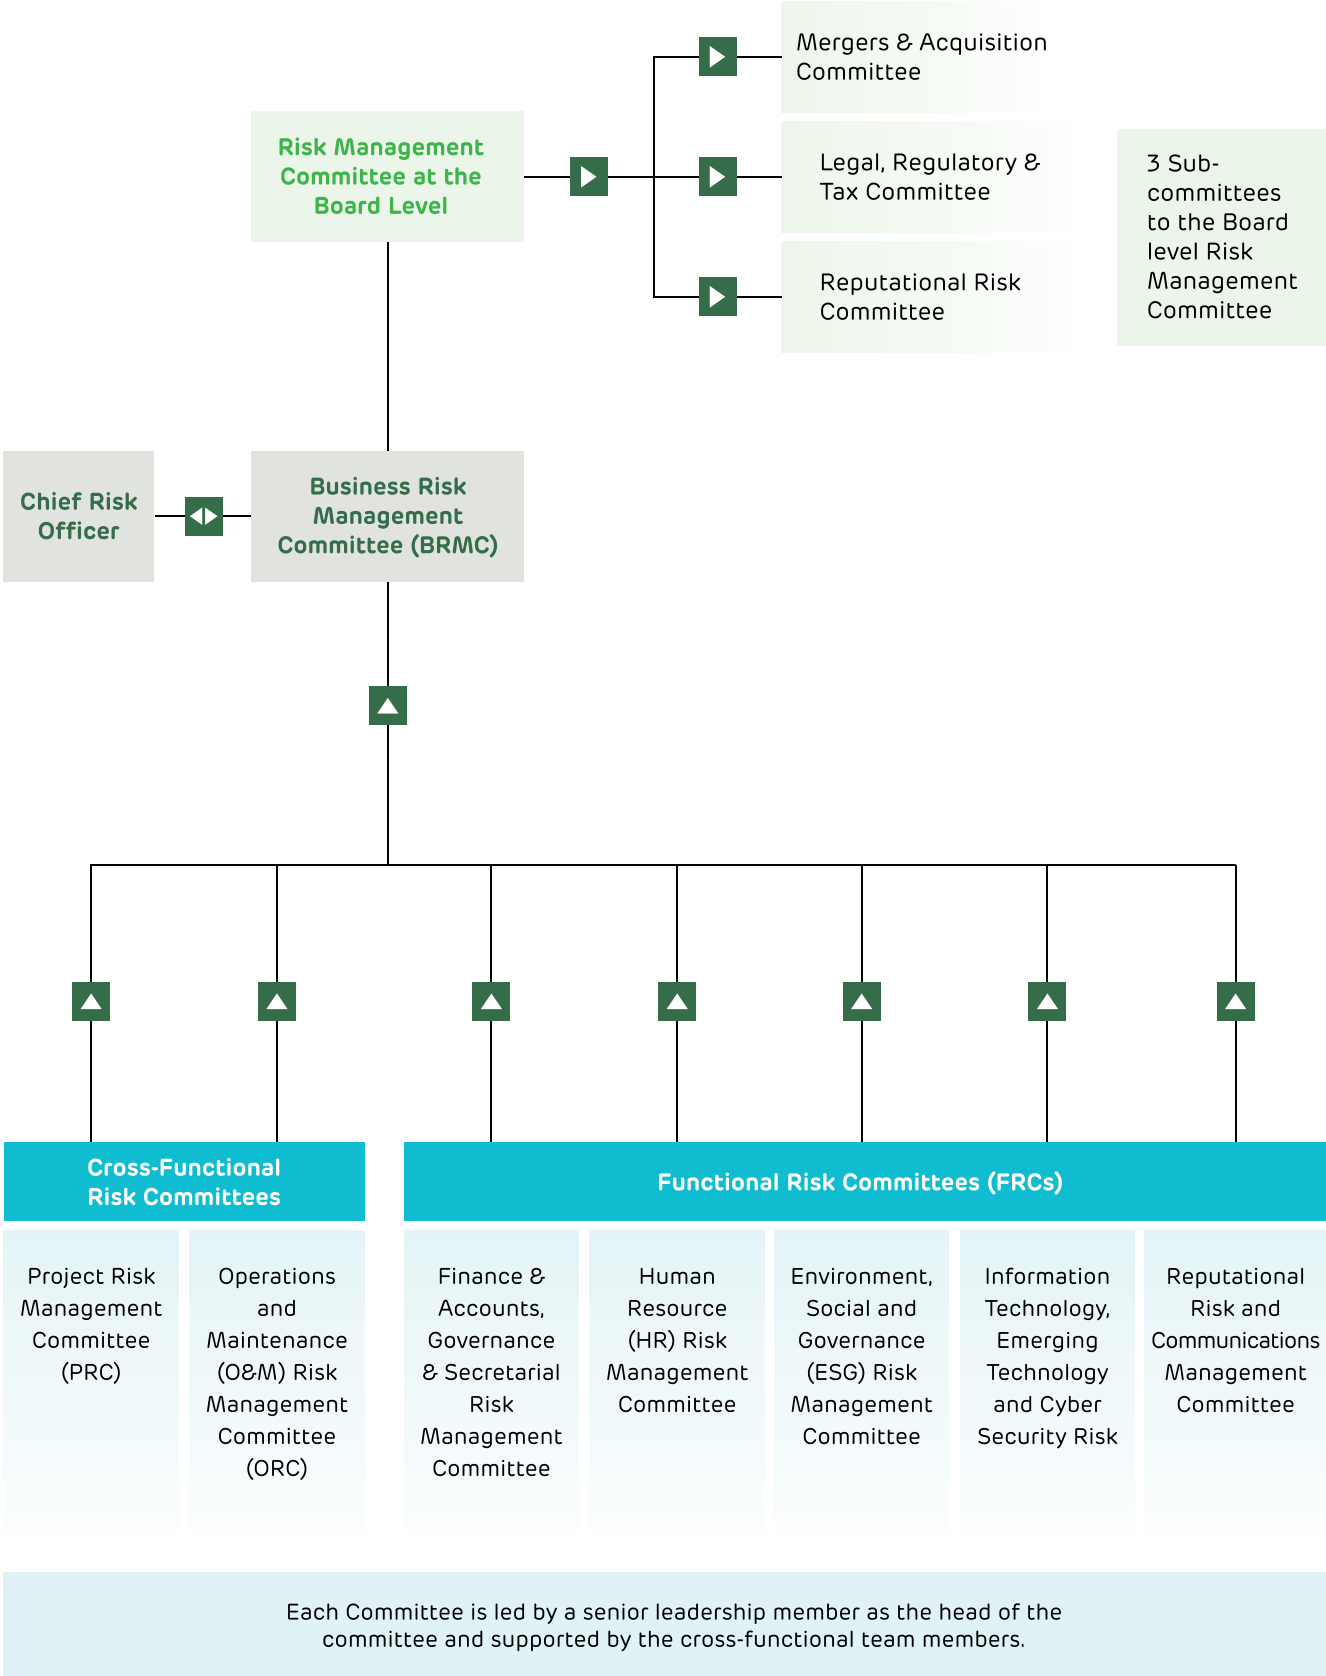 Mergers & Acquisition
Committee
Risk Management
Committee at the
Board Level
Legal, Regulatory &
Tax Committee
Reputational Risk
Committee
3 Sub-
committees
to the Board
level Risk
Management
Committee
Chief Risk
Officer
Business Risk
Management
Committee (BRMC)
Cross-Functional
Risk Committees
Functional Risk Committees (FRCs)
Project Risk
Management
Committee
(PRC)
Operations
and
Maintenance
(O&M) Risk
Management
Committee
(ORC)
Finance &
Accounts,
Governance
& Secretarial
Risk
Management
Committee
Human
Resource
(HR) Risk
Management
Committee
Environment,
Social and
Governance
(ESG) Risk
Management
Committee
Information
Technology,
Emerging
Technology
and Cyber
Security Risk
Reputational
Risk and
Communications
Management
Committee
Each Committee is led by a senior leadership member as the head of the
committee and supported by the cross-functional team members.